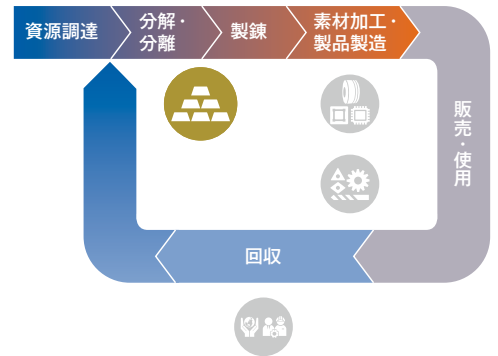 資源調達
分解・
分離
製錬
素材加工・
製品製造
販売・使用
回収